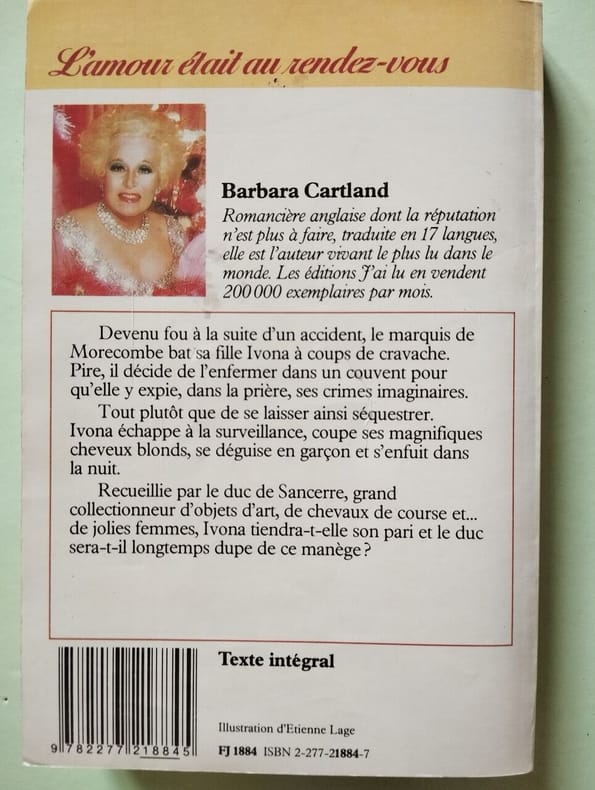 L'amour était au rendez-vous
Barbara Cartland
Romancière anglaise dont la réputation
n'est plus à faire, traduite en 17 langues,
elle est l'auteur vivant le plus lu dans le
monde. Les éditions J'ai lu en vendent
200 000 exemplaires par mois.
Devenu fou à la suite d'un accident, le marquis de
Morecombe bat sa fille Ivona à coups de cravache.
Pire, il décide de l'enfermer dans un couvent pour
qu'elle y expie, dans la prière, ses crimes imaginaires.
Tout plutôt que de se laisser ainsi séquestrer.
Ivona échappe à la surveillance, coupe ses magnifiques
cheveux blonds, se déguise en garçon et s'enfuit dans
la nuit.
Recueillie par le duc de Sancerre, grand
collectionneur d'objets d'art, de chevaux de course et...
de jolies femmes, Ivona tiendra-t-elle son pari et le duc
sera-t-il longtemps dupe de ce manège ?
Texte intégral
Illustration d'Etienne Lage
9 782277 218845
FJ 1884 ISBN 2-277-21884-7